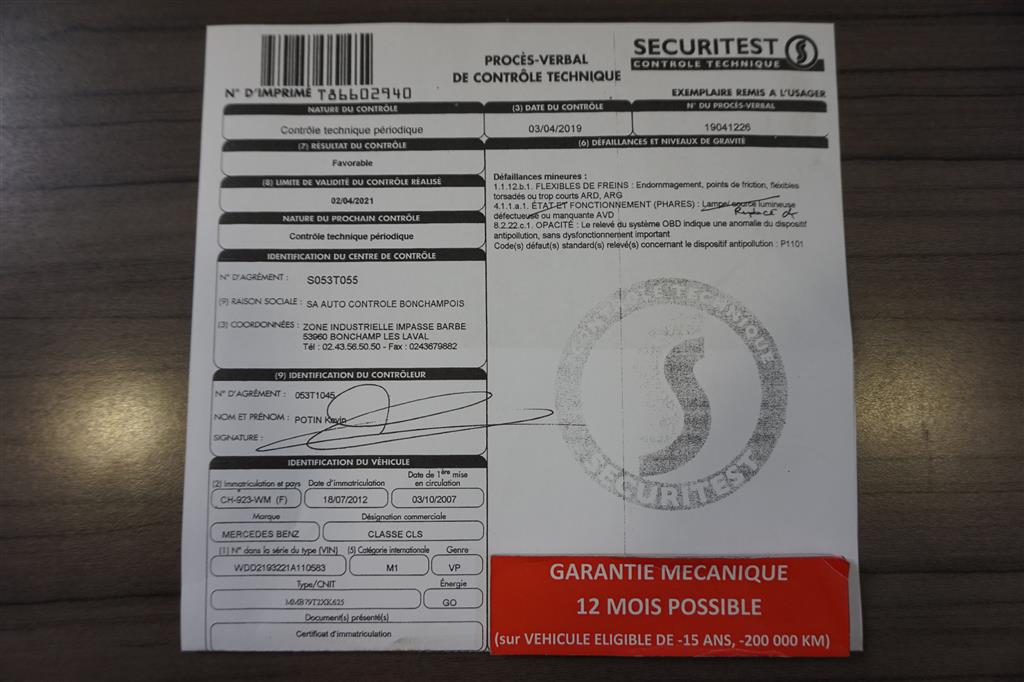 PROCÈS-VERBAL
DE CONTRÔLE TECHNIQUE
SECURITEST
CONTROLE TECHNIQUE
N° D'IMPRIMÉ T86602940
EXEMPLAIRE REMIS A L'USAGER
NATURE DU CONTRÔLE
Contrôle technique périodique
(3) DATE DU CONTRÔLE
03/04/2019
N° DU PROCÈS-VERBAL
19041226
(7) RÉSULTAT DU CONTRÔLE
Favorable
(8) LIMITE DE VALIDITÉ DU CONTRÔLE RÉALISÉ
02/04/2021
NATURE DU PROCHAIN CONTRÔLE
Contrôle technique périodique
IDENTIFICATION DU CENTRE DE CONTRÔLE
N° D'AGRÉMENT : S053T055
(9) RAISON SOCIALE : SA AUTO CONTROLE BONCHAMPOIS
(3) COORDONNÉES : ZONE INDUSTRIELLE IMPASSE BARBE
53960 BONCHAMP LES LAVAL
Tél : 02.43.56.50.50 - Fax : 0243679882
(9) IDENTIFICATION DU CONTRÔLEUR
N° D'AGRÉMENT : 053T1045
NOM ET PRÉNOM : POTIN Kevin
SIGNATURE :
IDENTIFICATION DU VÉHICULE
(2) Immatriculation et pays
CH-923-WM (F)
Date d'immatriculation
18/07/2012
Date de 1ère mise
en circulation
03/10/2007
Marque
MERCEDES BENZ
Désignation commerciale
CLASSE CLS
(1) N° dans la série du type (VIN)
WDD2193221A110583
(5) Catégorie internationale
M1
Genre
VP
Type/CNIT
MMB79T2XK625
Énergie
GO
Document(s) présenté(s)
Certificat d'immatriculation
(6) DÉFAILLANCES ET NIVEAUX DE GRAVITÉ
Défaillances mineures :
1.1.12.b.1. FLEXIBLES DE FREINS : Endommagement, points de friction, flexibles
torsadés ou trop courts ARD, ARG
4.1.1.a.1. ÉTAT ET FONCTIONNEMENT (PHARES) : Lampe/ source lumineuse
défectueuse ou manquante AVD
8.2.22.c.1. OPACITÉ : Le relevé du système OBD indique une anomalie du dispositif
antipollution, sans dysfonctionnement important
Code(s) défaut(s) standard(s) relevé(s) concernant le dispositif antipollution : P1101
CONTRÔLE TECHNIQUE
SECURITEST
GARANTIE MECANIQUE
12 MOIS POSSIBLE
(sur VEHICULE ELIGIBLE DE -15 ANS, -200 000 KM)